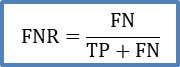 FNR = FN / TP + FN